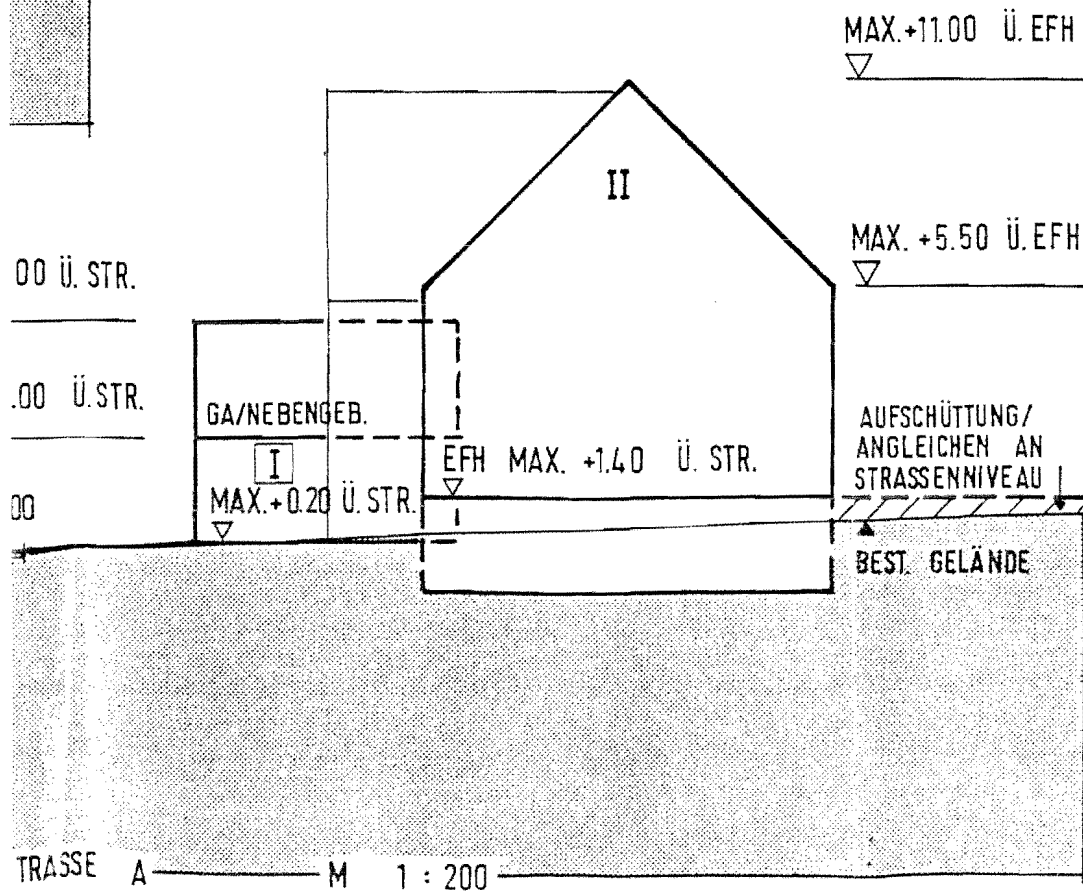 MAX.+11.00 Ü. EFH
II
MAX. +5.50 Ü. EFH
00 Ü. STR.
.00 Ü. STR.
GA/NEBENGEB.
I
MAX.+0.20 Ü. STR.
EFH MAX. +1.40 Ü. STR.
AUFSCHÜTTUNG/
ANGLEICHEN AN
STRASSENNIVEAU
00
BEST. GELÄNDE
TRASSE A M 1 : 200